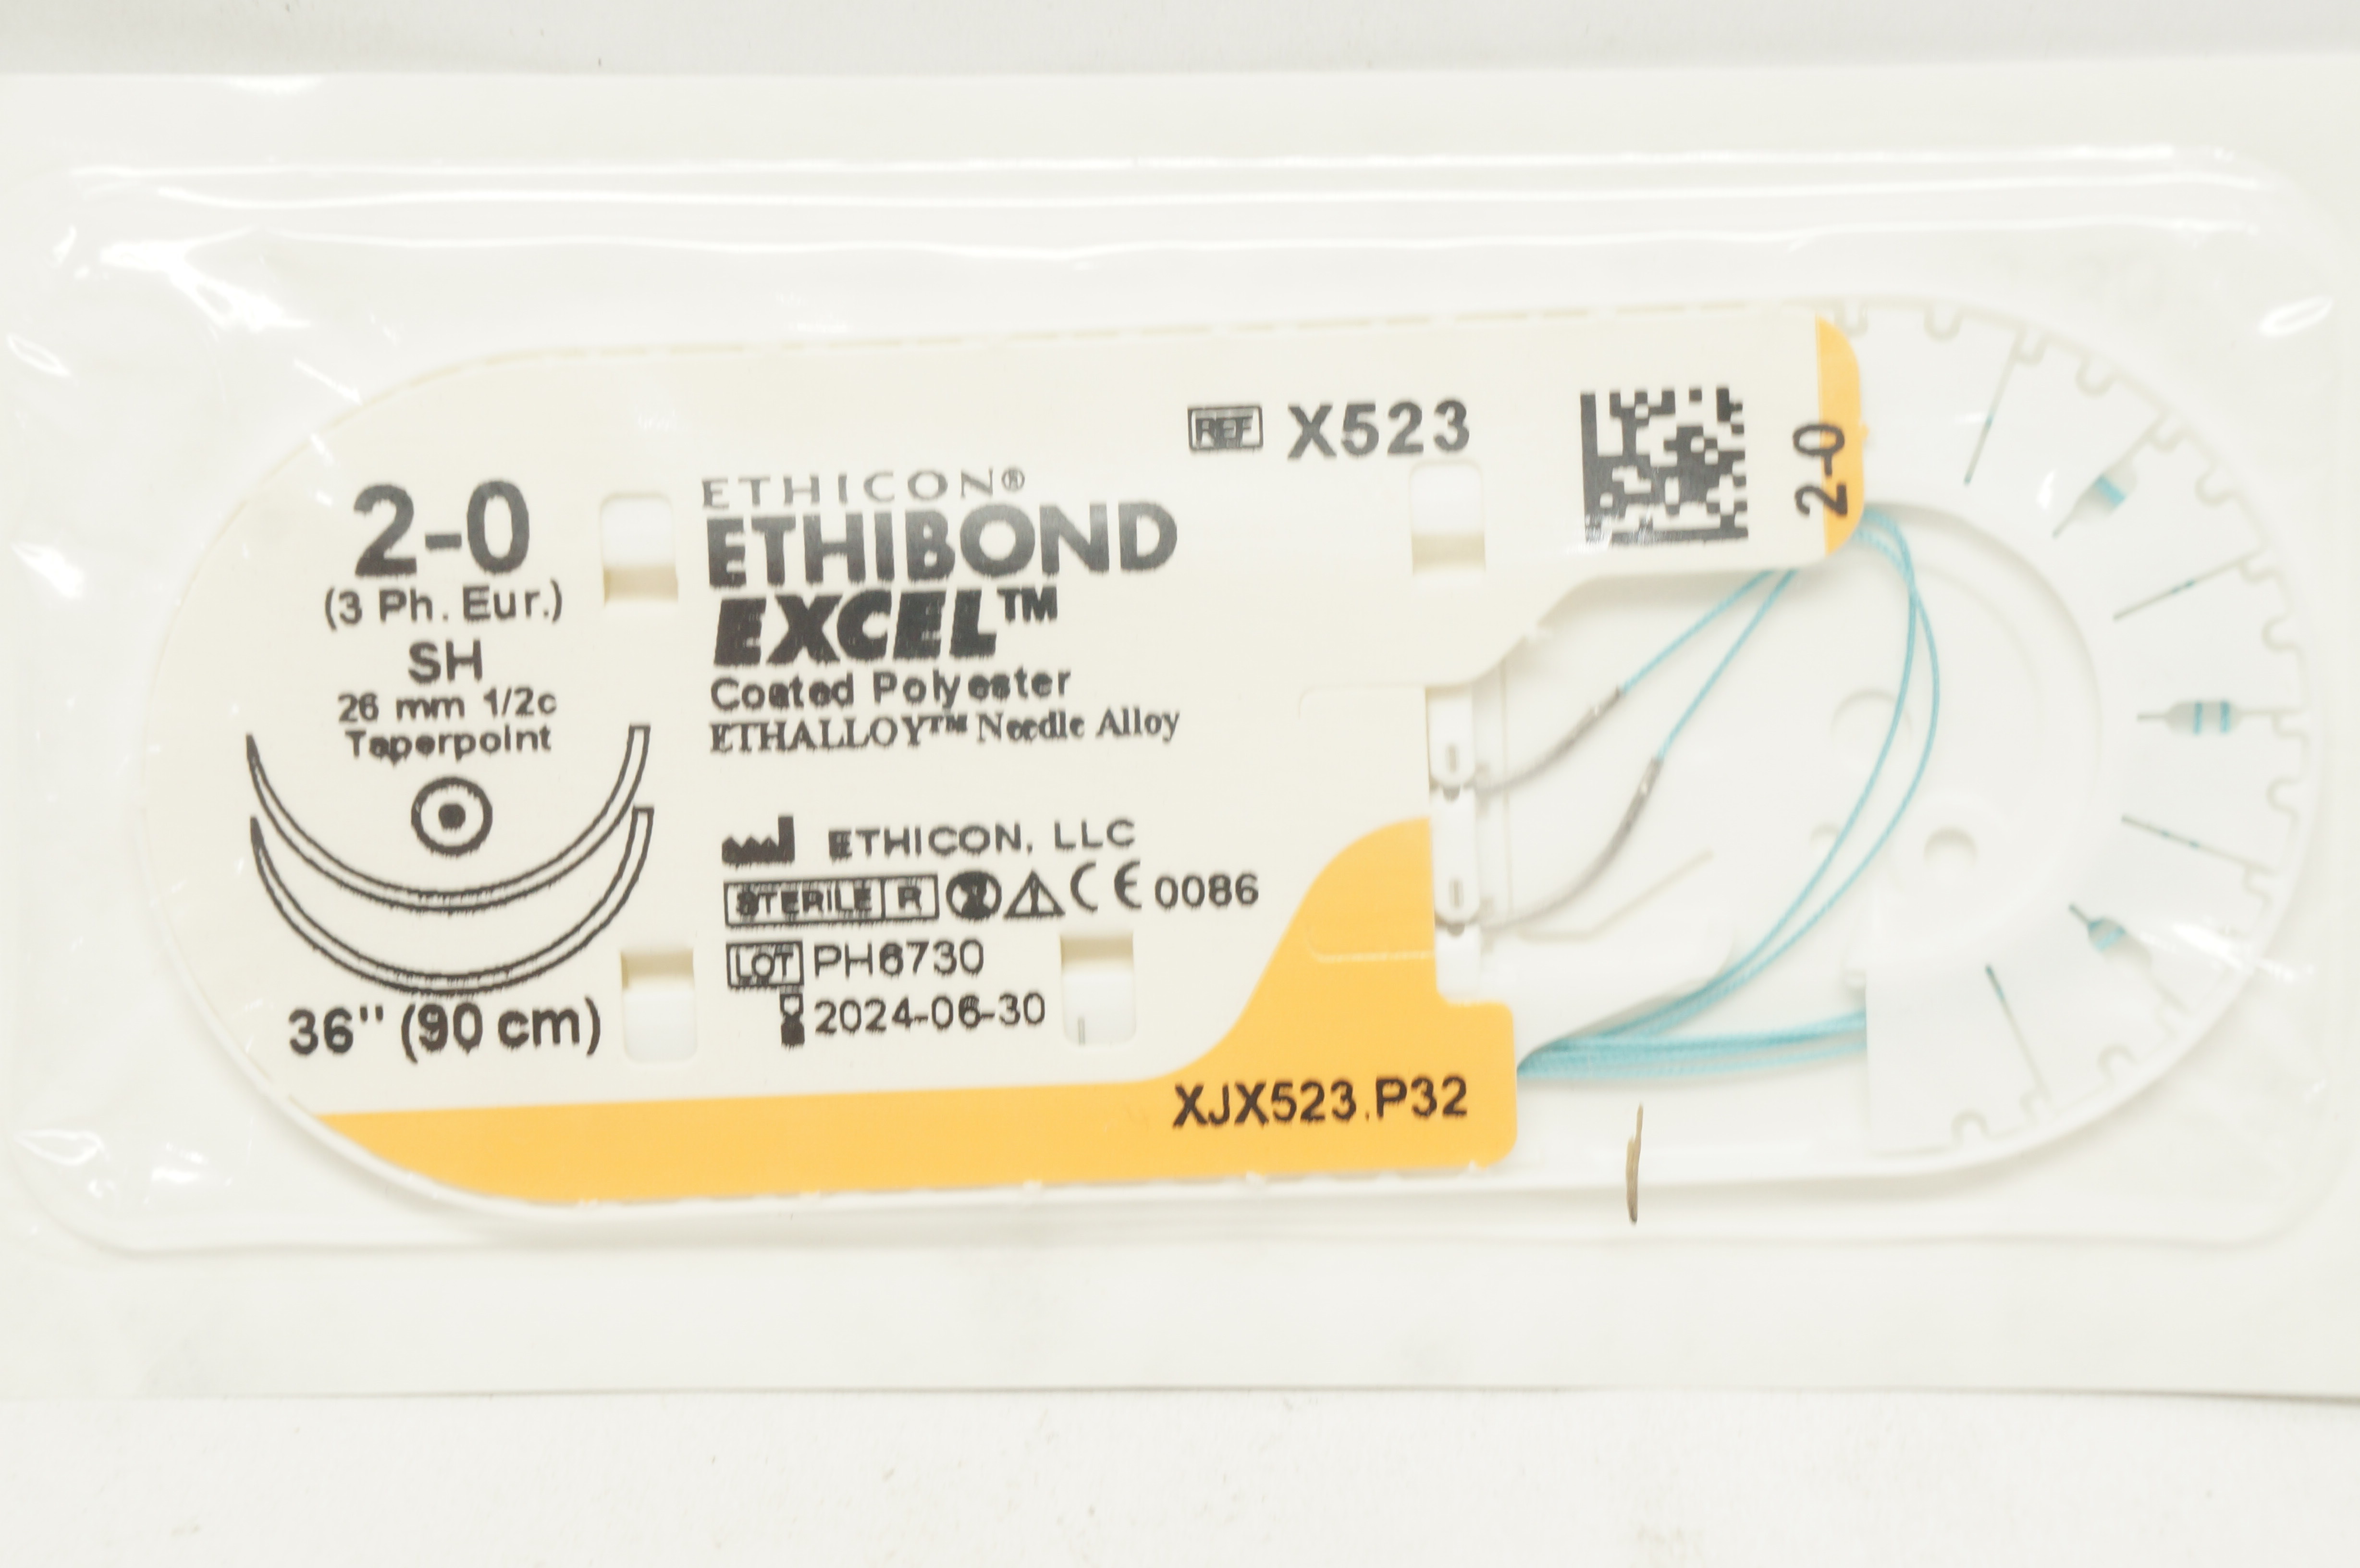 REF X523
2-0
2-0
(3 Ph. Eur.)
SH
26 mm 1/2c
Taperpoint
36" (90 cm)
ETHICON®
ETHIBOND
EXCEL™
Coated Polyester
ETHALLOY™ Needle Alloy
ETHICON, LLC
STERILE R CE 0086
LOT PH6730
2024-06-30
XJX523.P32